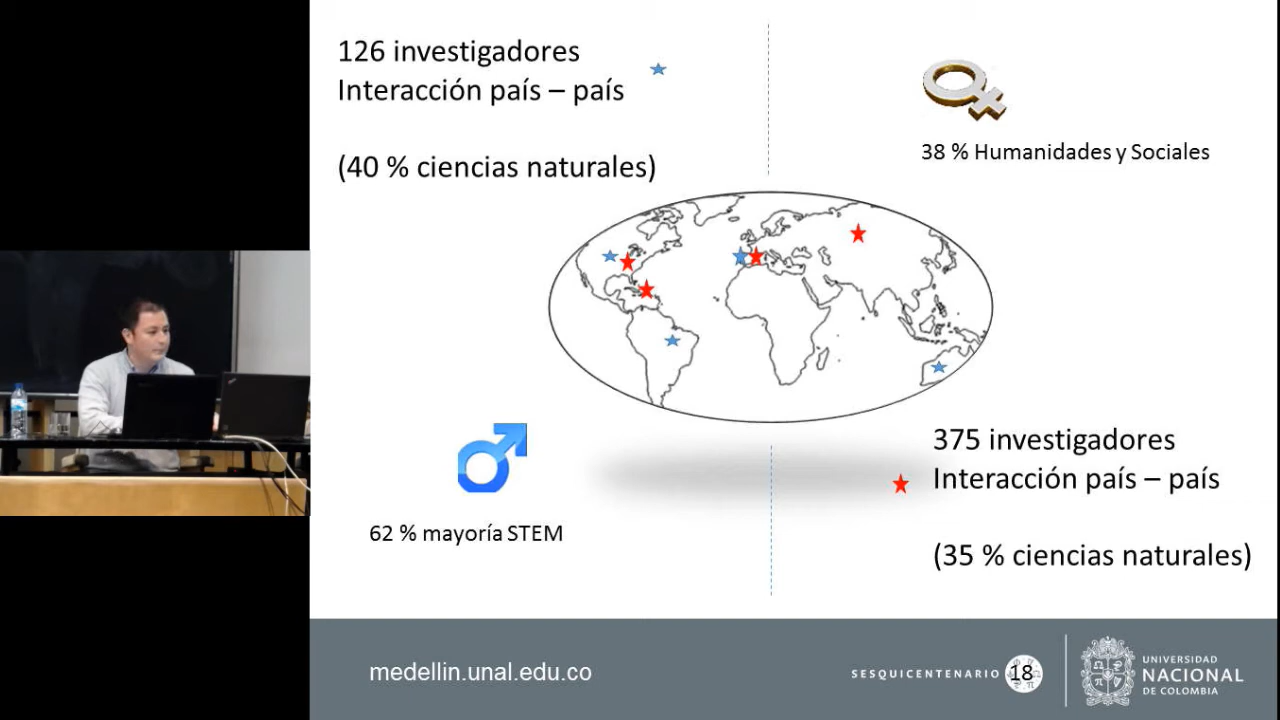 126 investigadores
Interacción país – país
(40 % ciencias naturales)
38 % Humanidades y Sociales
62 % mayoría STEM
375 investigadores
Interacción país – país
(35 % ciencias naturales)
medellin.unal.edu.co
SESQUICENTENARIO
18
UNIVERSIDAD
NACIONAL
DE COLOMBIA